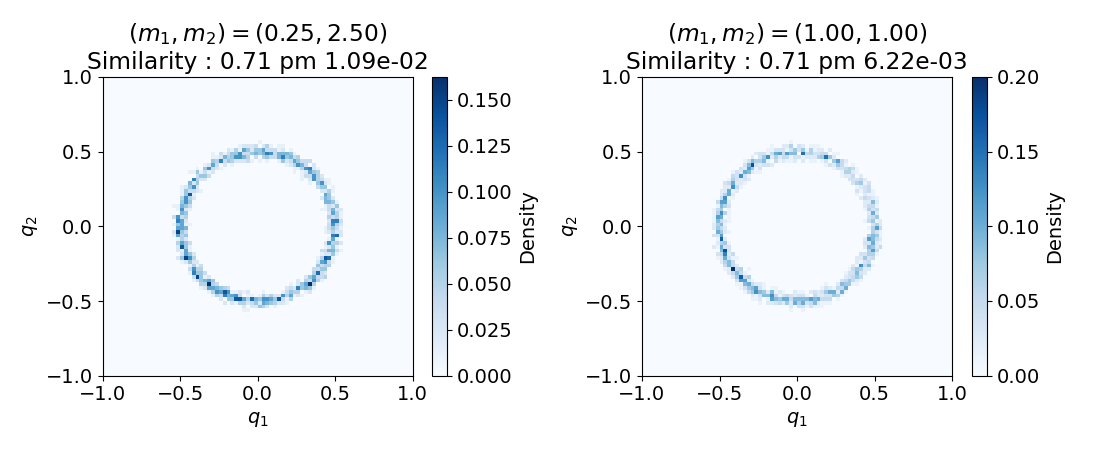 (m₁, m₂) = (0.25, 2.50)
Similarity : 0.71 pm 1.09e-02
1.0
0.5
0.0
−0.5
−1.0
q₂
−1.0 −0.5 0.0 0.5 1.0
q₁
0.150
0.125
0.100
0.075
0.050
0.025
0.000
Density
(m₁, m₂) = (1.00, 1.00)
Similarity : 0.71 pm 6.22e-03
1.0
0.5
0.0
−0.5
−1.0
q₂
−1.0 −0.5 0.0 0.5 1.0
q₁
0.20
0.15
0.10
0.05
0.00
Density